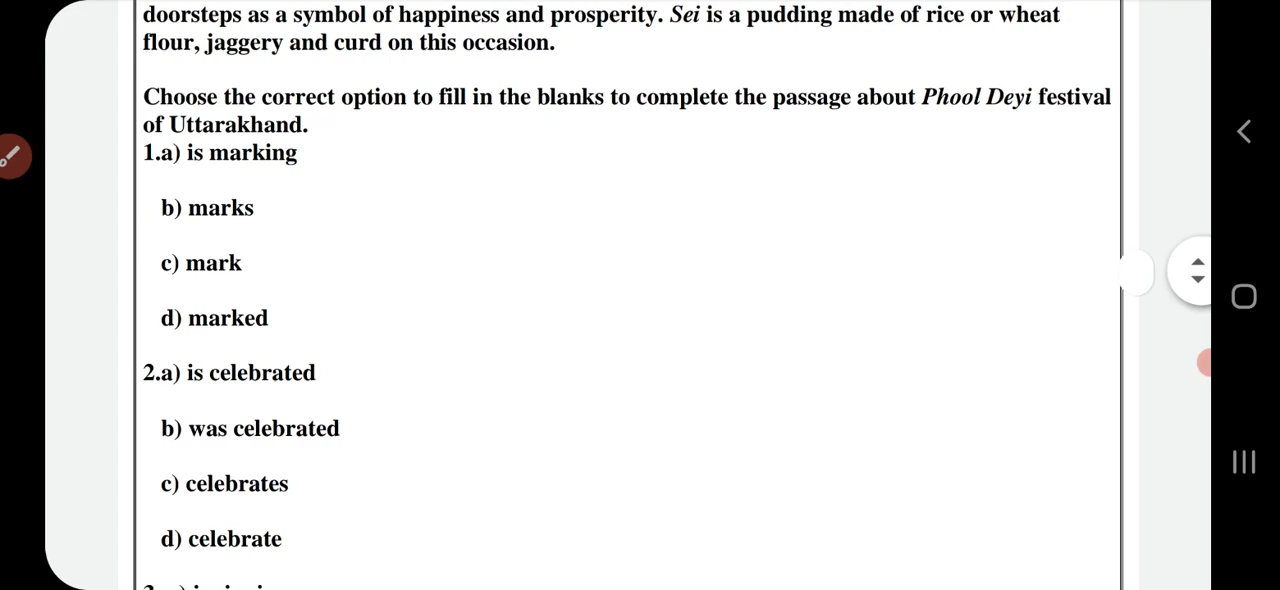 doorsteps as a symbol of happiness and prosperity. Sei is a pudding made of rice or wheat
flour, jaggery and curd on this occasion.
Choose the correct option to fill in the blanks to complete the passage about Phool Deyi festival
of Uttarakhand.
1.a) is marking
b) marks
c) mark
d) marked
2.a) is celebrated
b) was celebrated
c) celebrates
d) celebrate